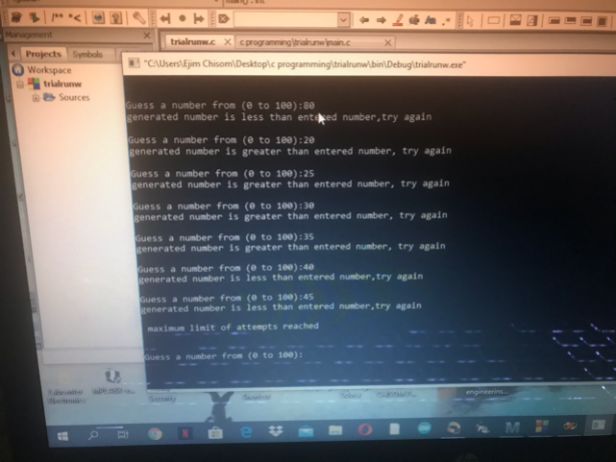 Management
trialrunw.c
c programming\trialrunw\main.c
Projects
Symbols
Workspace
trialrunw
Sources
"C:\Users\Ejim Chisom\Desktop\c programming\trialrunw\bin\Debug\trialrunw.exe"
Guess a number from (0 to 100):80
generated number is less than entered number,try again
Guess a number from (0 to 100):20
generated number is greater than entered number, try again
Guess a number from (0 to 100):25
generated number is greater than entered number, try again
Guess a number from (0 to 100):30
generated number is greater than entered number, try again
Guess a number from (0 to 100):35
generated number is greater than entered number, try again
Guess a number from (0 to 100):40
generated number is less than entered number,try again
Guess a number from (0 to 100):45
generated number is less than entered number,try again
maximum limit of attempts reached
Guess a number from (0 to 100):
engineering...